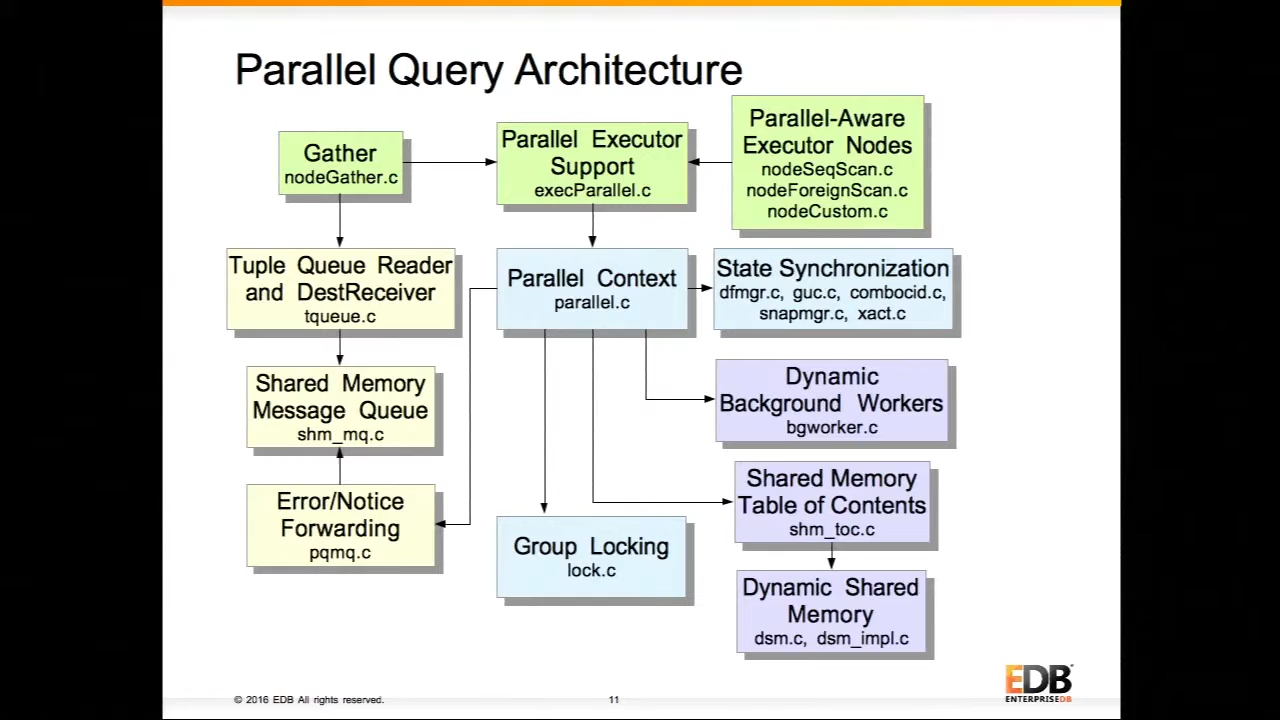 Parallel Query Architecture
Gather
nodeGather.c
Parallel Executor
Support
execParallel.c
Parallel-Aware
Executor Nodes
nodeSeqScan.c
nodeForeignScan.c
nodeCustom.c
Tuple Queue Reader
and DestReceiver
tqueue.c
Parallel Context
parallel.c
State Synchronization
dfmgr.c, guc.c, combocid.c,
snapmgr.c, xact.c
Shared Memory
Message Queue
shm_mq.c
Dynamic
Background Workers
bgworker.c
Error/Notice
Forwarding
pqmq.c
Group Locking
lock.c
Shared Memory
Table of Contents
shm_toc.c
Dynamic Shared
Memory
dsm.c, dsm_impl.c
© 2016 EDB All rights reserved.
11
EDB
ENTERPRISEDB